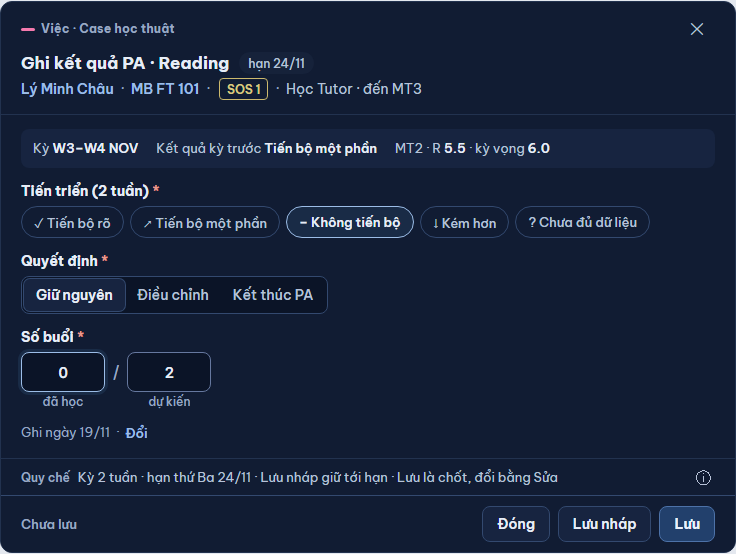 Việc · Case học thuật
Ghi kết quả PA · Reading hạn 24/11
Lý Minh Châu · MB FT 101 · SOS 1 · Học Tutor · đến MT3
Kỳ W3–W4 NOV Kết quả kỳ trước Tiến bộ một phần MT2 · R 5.5 · kỳ vọng 6.0
Tiến triển (2 tuần) *
✓ Tiến bộ rõ ↗ Tiến bộ một phần – Không tiến bộ ↓ Kém hơn ? Chưa đủ dữ liệu
Quyết định *
Giữ nguyên Điều chỉnh Kết thúc PA
Số buổi *
0 / 2
đã học dự kiến
Ghi ngày 19/11 · Đổi
Quy chế Kỳ 2 tuần · hạn thứ Ba 24/11 · Lưu nháp giữ tới hạn · Lưu là chốt, đổi bằng Sửa
Chưa lưu Đóng Lưu nháp Lưu